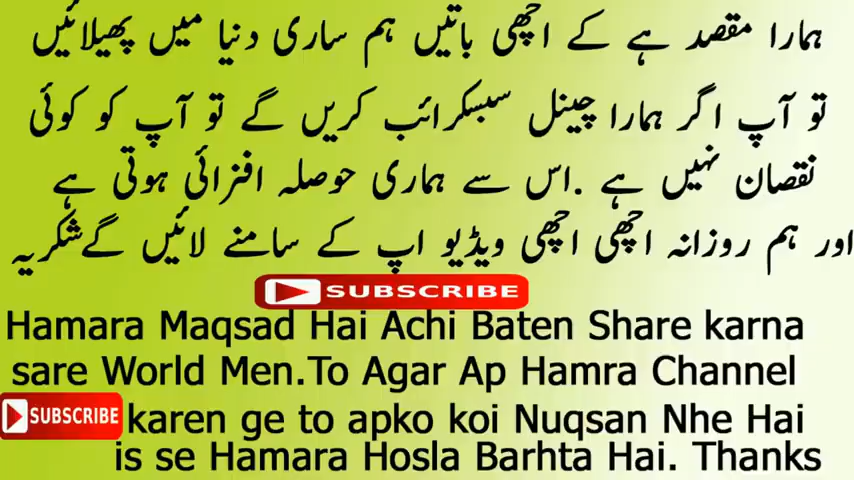 ہمارا مقصد ہے کے اچھی باتیں ہم ساری دنیا میں پھیلائیں
تو آپ اگر ہمارا چینل سبسکرائب کریں گے تو آپ کو کوئی
نقصان نہیں ہے .اس سے ہماری حوصلہ افزائی ہوتی ہے
اور ہم روزانہ اچھی اچھی ویڈیو اپ کے سامنے لائیں گےشکریہ
SUBSCRIBE
Hamara Maqsad Hai Achi Baten Share karna
sare World Men.To Agar Ap Hamra Channel
SUBSCRIBE karen ge to apko koi Nuqsan Nhe Hai
is se Hamara Hosla Barhta Hai. Thanks